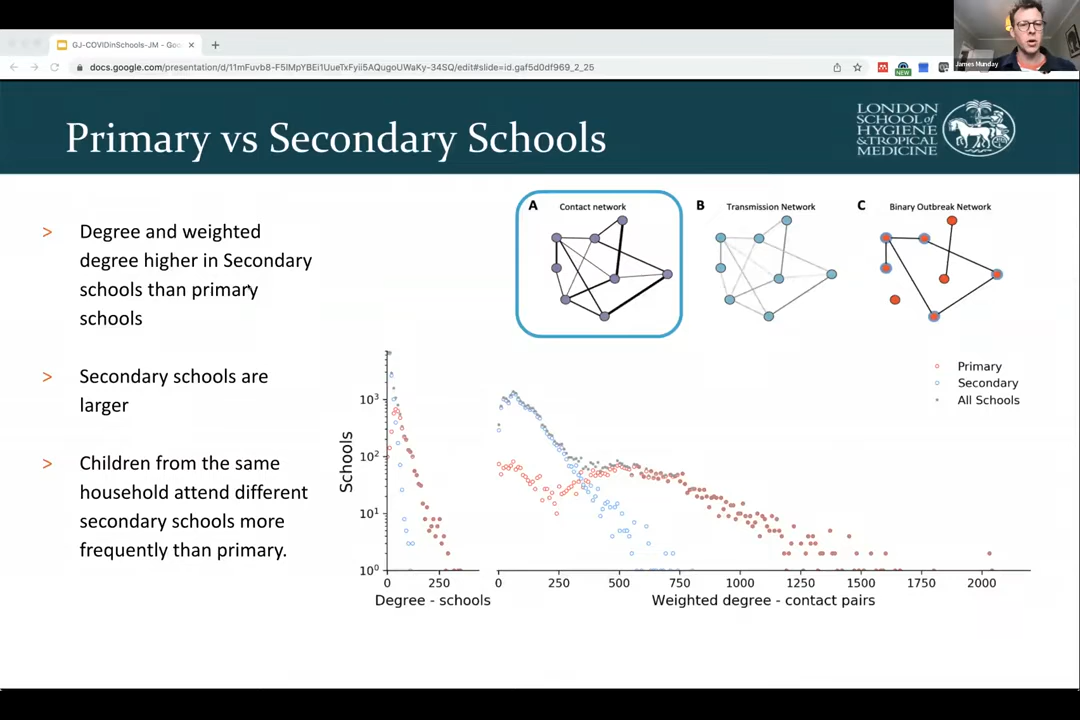 GJ-COVIDinSchools-JM - Goo
docs.google.com/presentation/d/11mFuvb8-F5IMpYBEi1UueTxFyii5AQugoUWaKy-34SQ/edit#slide=id.gaf5d0df969_2_25
NEW
James Munday
Primary vs Secondary Schools
LONDON
SCHOOL of
HYGIENE
& TROPICAL
MEDICINE
> Degree and weighted
degree higher in Secondary
schools than primary
schools
> Secondary schools are
larger
> Children from the same
household attend different
secondary schools more
frequently than primary.
A Contact network
B Transmission Network
C Binary Outbreak Network
Primary
Secondary
All Schools
Schools
10³
10²
10¹
10⁰
0 250
Degree - schools
0 250 500 750 1000 1250 1500 1750 2000
Weighted degree - contact pairs